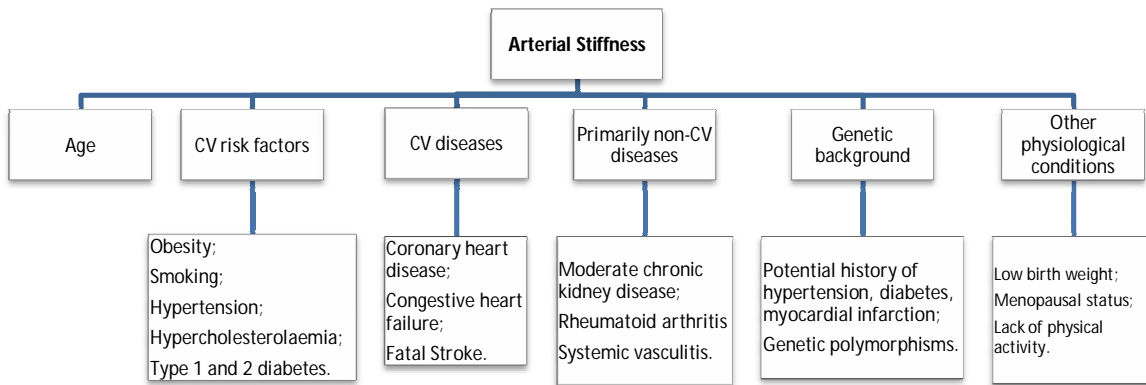 Arterial Stiffness
Age
CV risk factors
CV diseases
Primarily non-CV
diseases
Genetic
background
Other
physiological
conditions
Obesity;
Smoking;
Hypertension;
Hypercholesterolaemia;
Type 1 and 2 diabetes.
Coronary heart
disease;
Congestive heart
failure;
Fatal Stroke.
Moderate chronic
kidney disease;
Rheumatoid arthritis
Systemic vasculitis.
Potential history of
hypertension, diabetes,
myocardial infarction;
Genetic polymorphisms.
Low birth weight;
Menopausal status;
Lack of physical
activity.